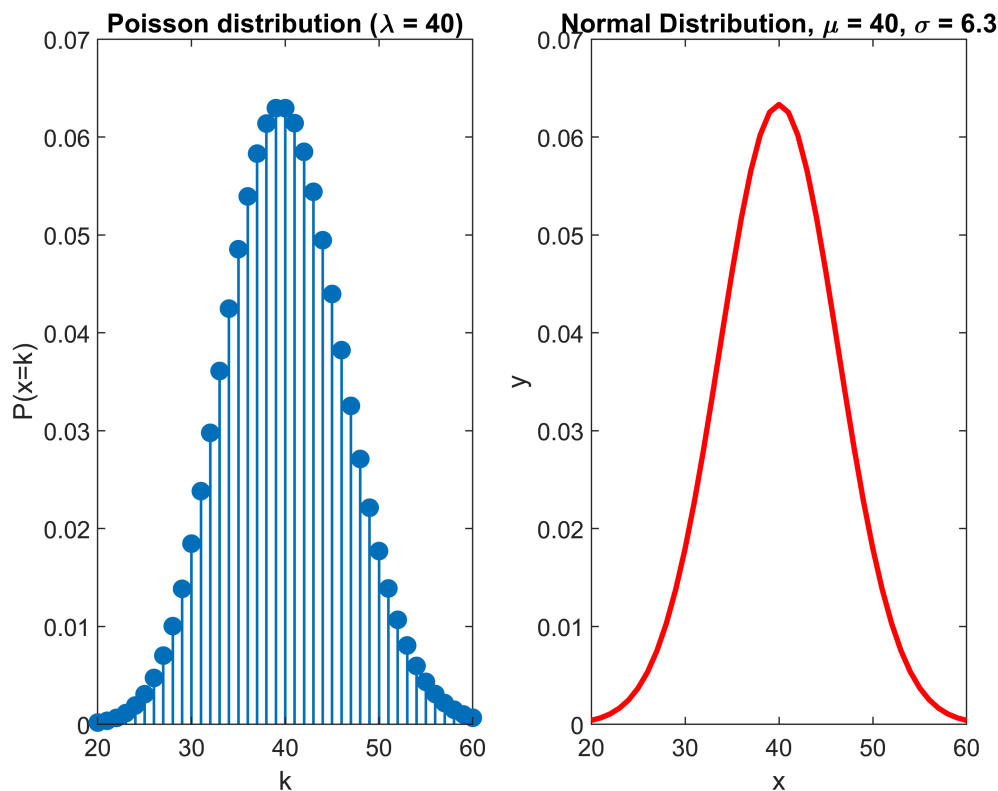 Poisson distribution (λ = 40)
0.07
0.06
0.05
0.04
0.03
0.02
0.01
0
P(x=k)
20 30 40 50 60
k
Normal Distribution, μ = 40, σ = 6.3
0.07
0.06
0.05
0.04
0.03
0.02
0.01
0
y
20 30 40 50 60
x